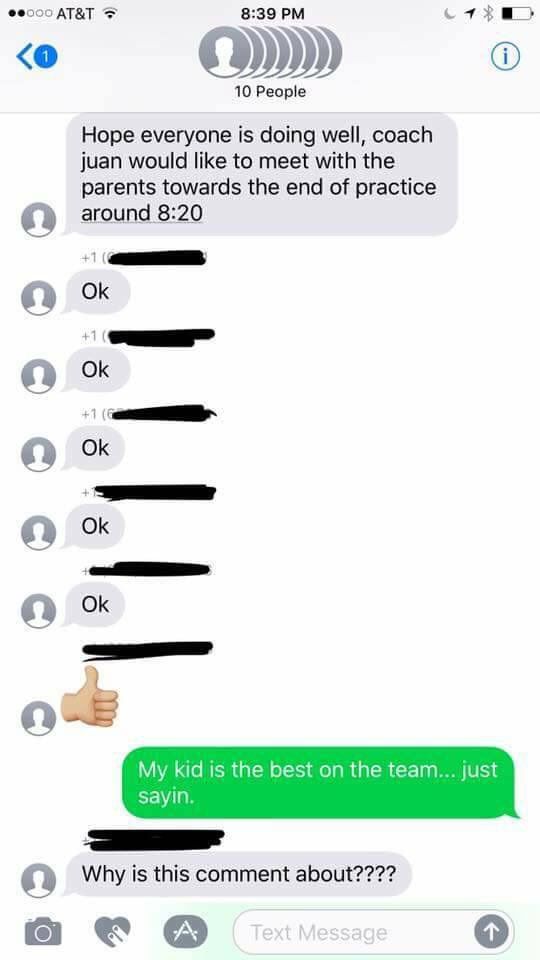 AT&T 8:39 PM
1
10 People
Hope everyone is doing well, coach
juan would like to meet with the
parents towards the end of practice
around 8:20
+1 (
Ok
+1 (
Ok
+1 (6
Ok
+1
Ok
Ok
My kid is the best on the team... just
sayin.
Why is this comment about????
Text Message